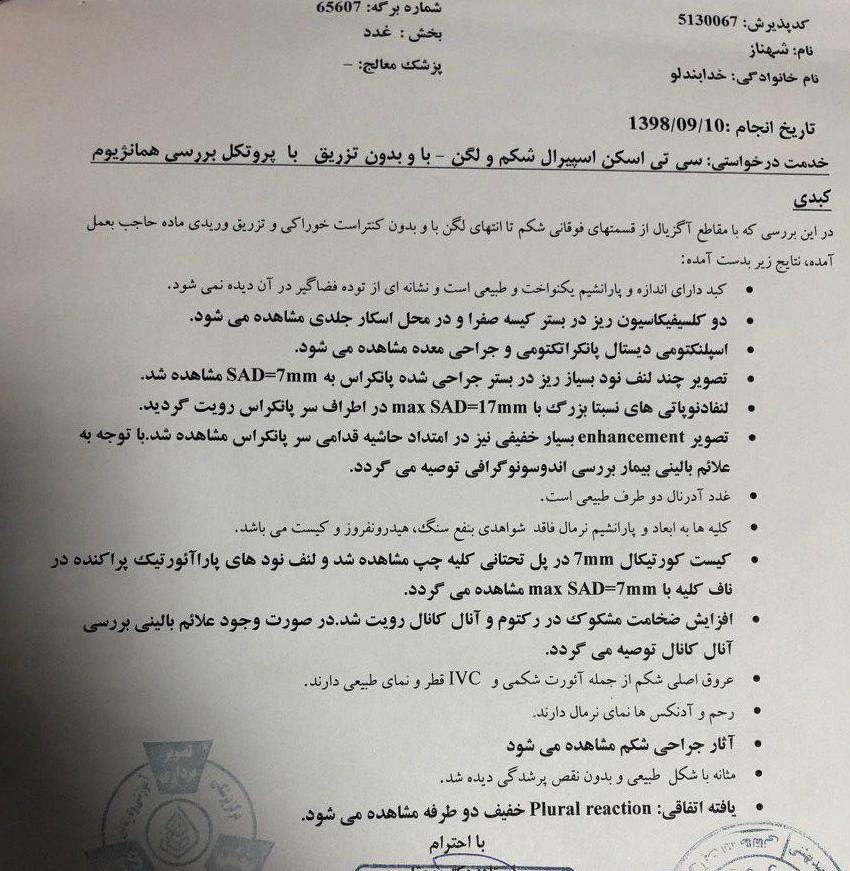 کدپذیرش: 5130067
شماره برگه: 65607
نام: شهناز
بخش : غدد
نام خانوادگی: خدابندلو
پزشک معالج: –
تاریخ انجام :1398/09/10
خدمت درخواستی: سی تی اسکن اسپیرال شکم و لگن – با و بدون تزریق با پروتکل بررسی همانژیوم
کبدی
در این بررسی که با مقاطع آگزیال از قسمتهای فوقانی شکم تا انتهای لگن با و بدون کنتراست خوراکی و تزریق وریدی ماده حاجب بعمل
آمده، نتایج زیر بدست آمده:
• کبد دارای اندازه و پارانشیم یکنواخت و طبیعی است و نشانه ای از توده فضاگیر در آن دیده نمی شود.
• دو کلسیفیکاسیون ریز در بستر کیسه صفرا و در محل اسکار جلدی مشاهده می شود.
• اسپلنکتومی دیستال پانکراتکتومی و جراحی معده مشاهده می شود.
• تصویر چند لنف نود بسیاز ریز در بستر جراحی شده پانکراس به SAD=7mm مشاهده شد.
• لنفادنوپاتی های نسبتا بزرگ با max SAD=17mm در اطراف سر پانکراس رویت گردید.
• تصویر enhancement بسیار خفیفی نیز در امتداد حاشیه قدامی سر پانکراس مشاهده شد.با توجه به
علائم بالینی بیمار بررسی اندوسونوگرافی توصیه می گردد.
• غدد آدرنال دو طرف طبیعی است.
• کلیه ها به ابعاد و پارانشیم نرمال فاقد شواهدی بنفع سنگ، هیدرونفروز و کیست می باشد.
• کیست کورتیکال 7mm در پل تحتانی کلیه چپ مشاهده شد و لنف نود های پاراآئورتیک پراکنده در
ناف کلیه با max SAD=7mm مشاهده می گردد.
• افزایش ضخامت مشکوک در رکتوم و آنال کانال رویت شد.در صورت وجود علائم بالینی بررسی
آنال کانال توصیه می گردد.
• عروق اصلی شکم از جمله آئورت شکمی و IVC قطر و نمای طبیعی دارند.
• رحم و آدنکس ها نمای نرمال دارند.
• آثار جراحی شکم مشاهده می شود
• مثانه با شکل طبیعی و بدون نقص پرشدگی دیده شد.
• یافته اتفاقی: Plural reaction خفیف دو طرفه مشاهده می شود.
با احترام
تصویر
برداری